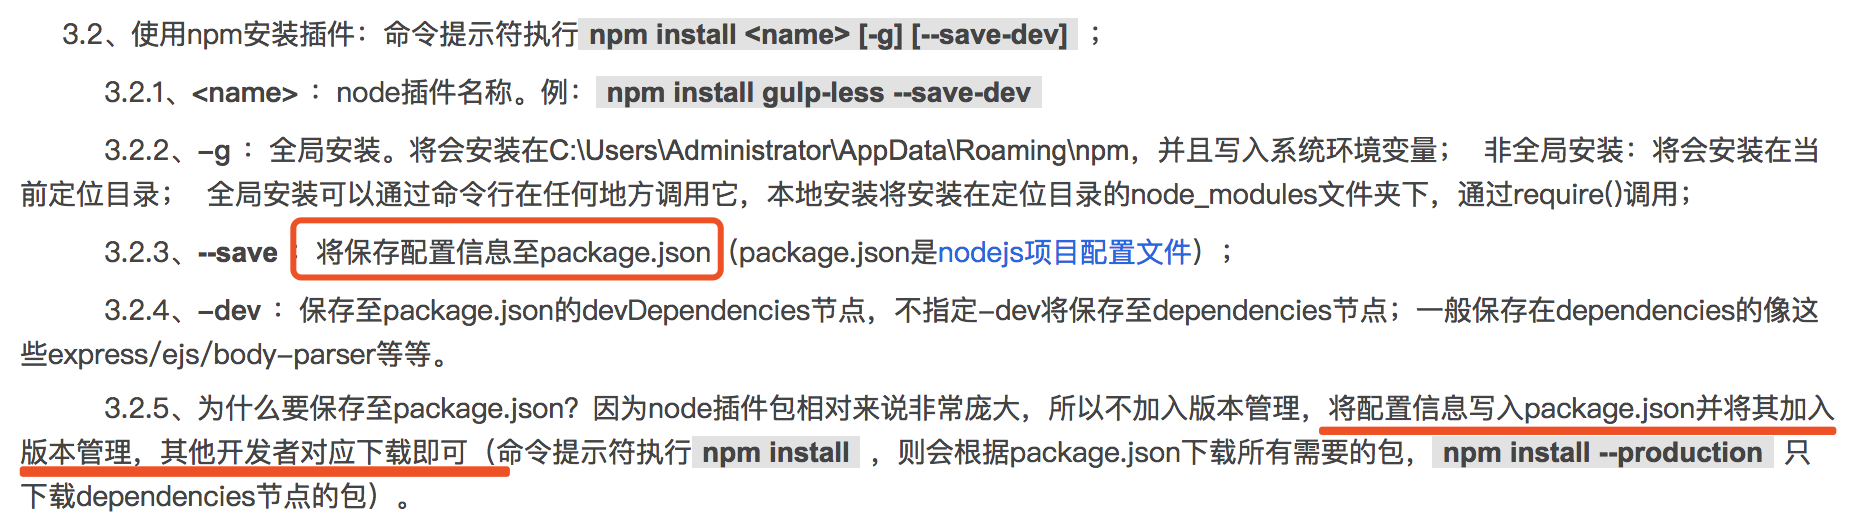 3.2、使用npm安装插件：命令提示符执行 npm install <name> [-g] [--save-dev] ；
3.2.1、<name> ：node插件名称。例： npm install gulp-less --save-dev
3.2.2、–g ：全局安装。将会安装在C:\Users\Administrator\AppData\Roaming\npm，并且写入系统环境变量； 非全局安装：将会安装在当
前定位目录； 全局安装可以通过命令行在任何地方调用它，本地安装将安装在定位目录的node_modules文件夹下，通过require()调用；
3.2.3、--save ：将保存配置信息至package.json（package.json是nodejs项目配置文件）；
3.2.4、–dev ：保存至package.json的devDependencies节点，不指定–dev将保存至dependencies节点；一般保存在dependencies的像这
些express/ejs/body–parser等等。
3.2.5、为什么要保存至package.json？因为node插件包相对来说非常庞大，所以不加入版本管理，将配置信息写入package.json并将其加入
版本管理，其他开发者对应下载即可（命令提示符执行 npm install ，则会根据package.json下载所有需要的包， npm install --production 只
下载dependencies节点的包）。